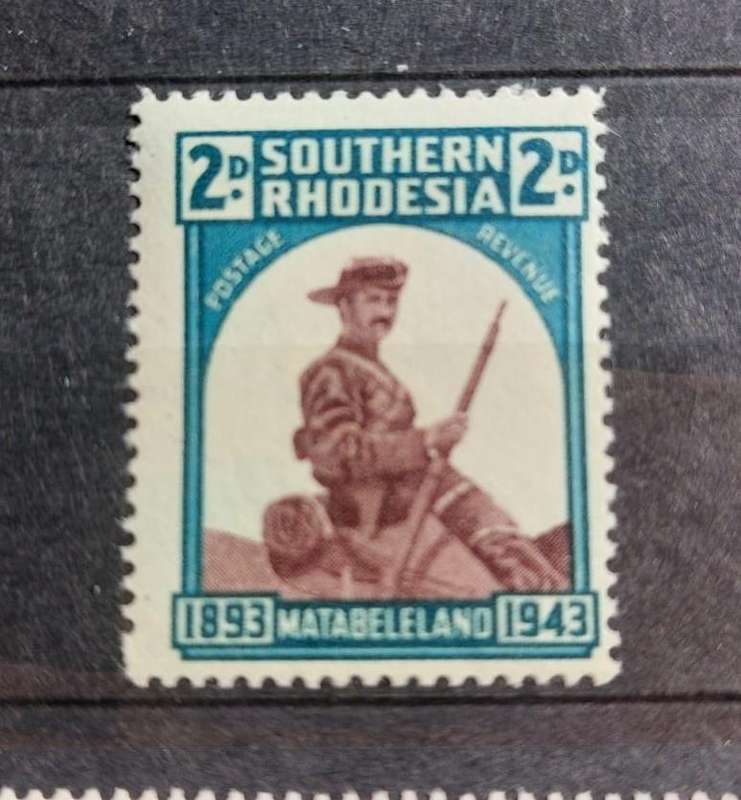 2D. SOUTHERN 2D.
RHODESIA
POSTAGE REVENUE
1893 MATABELELAND 1943